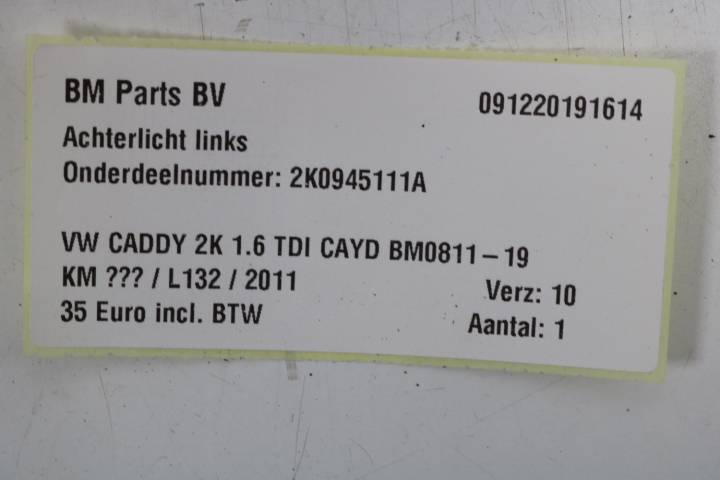 BM Parts BV
091220191614
Achterlicht links
Onderdeelnummer: 2K0945111A
VW CADDY 2K 1.6 TDI CAYD BM0811-19
KM ??? / L132 / 2011
Verz: 10
35 Euro incl. BTW
Aantal: 1